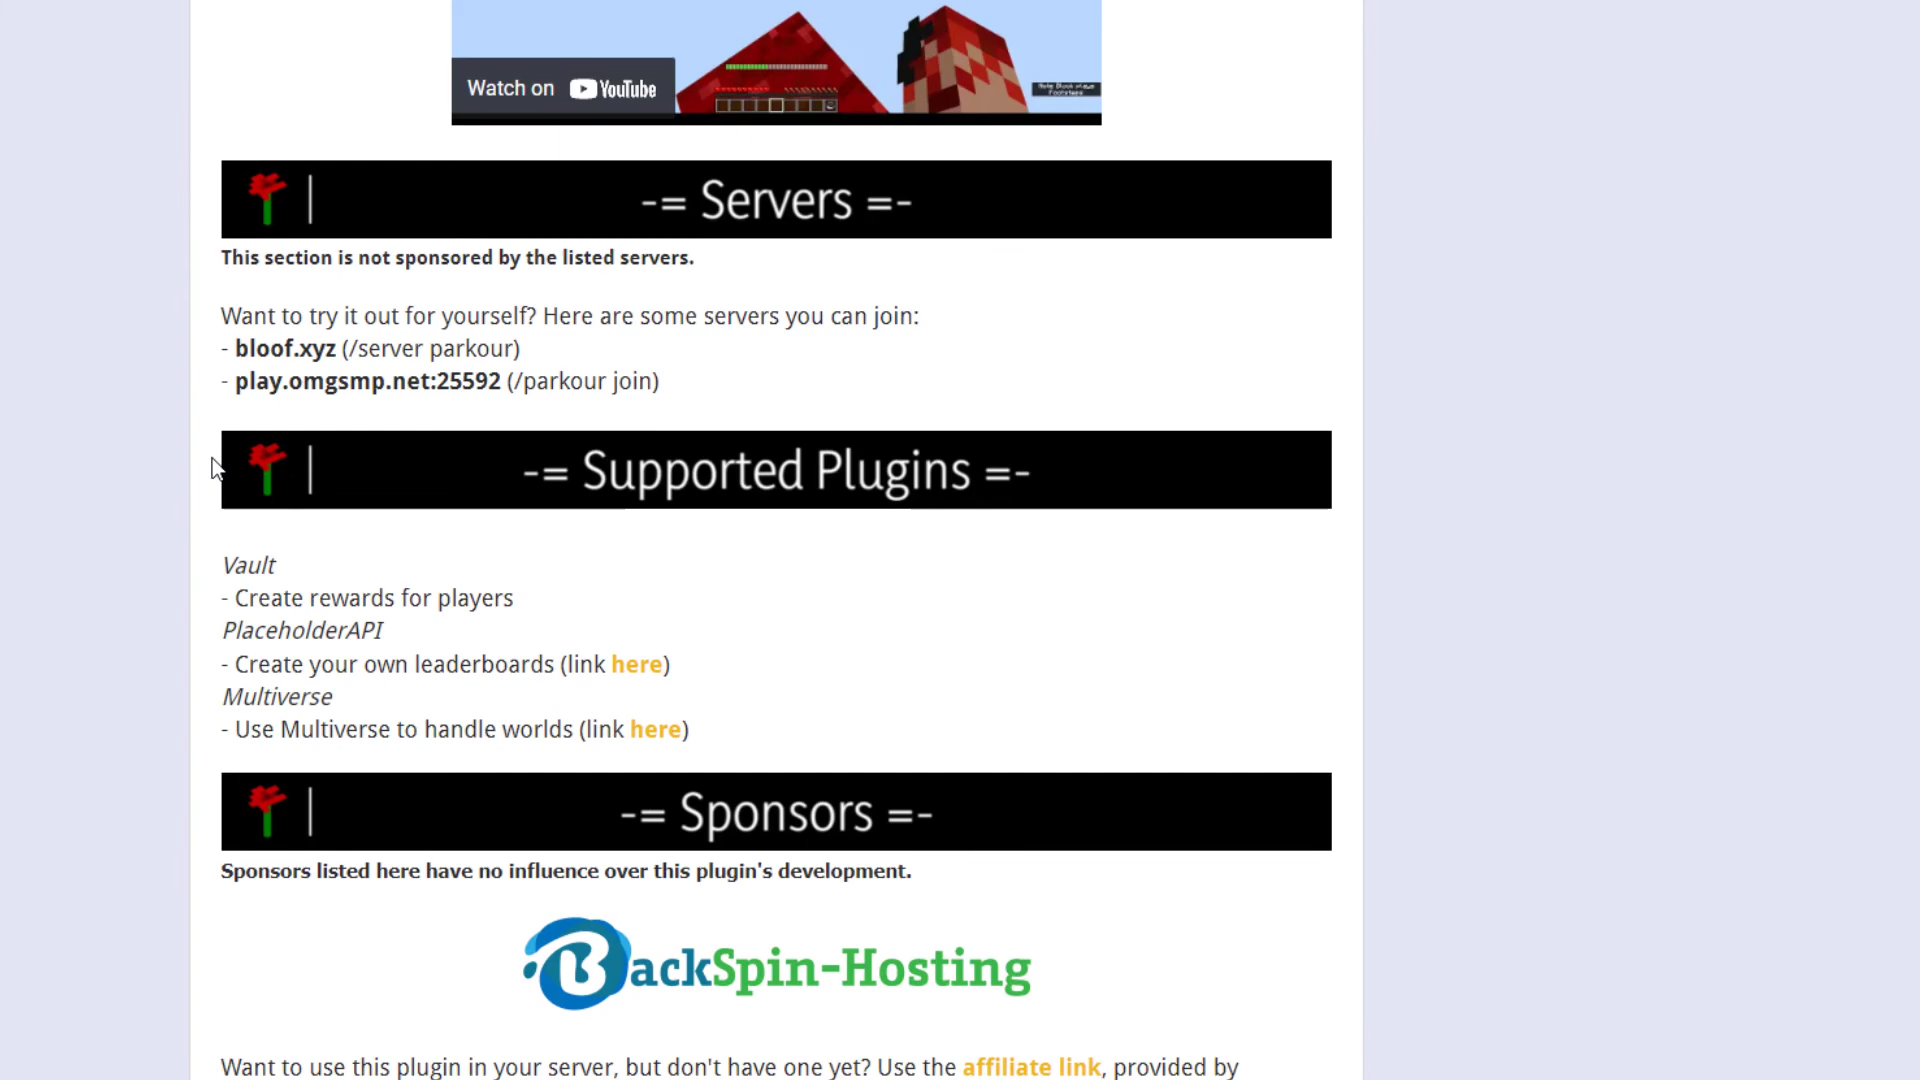 Watch on YouTube
-= Servers =-
This section is not sponsored by the listed servers.
Want to try it out for yourself? Here are some servers you can join:
- bloof.xyz (/server parkour)
- play.omgsmp.net:25592 (/parkour join)
-= Supported Plugins =-
Vault
- Create rewards for players
PlaceholderAPI
- Create your own leaderboards (link here)
Multiverse
- Use Multiverse to handle worlds (link here)
-= Sponsors =-
Sponsors listed here have no influence over this plugin's development.
BackSpin-Hosting
Want to use this plugin in your server, but don't have one yet? Use the affiliate link, provided by